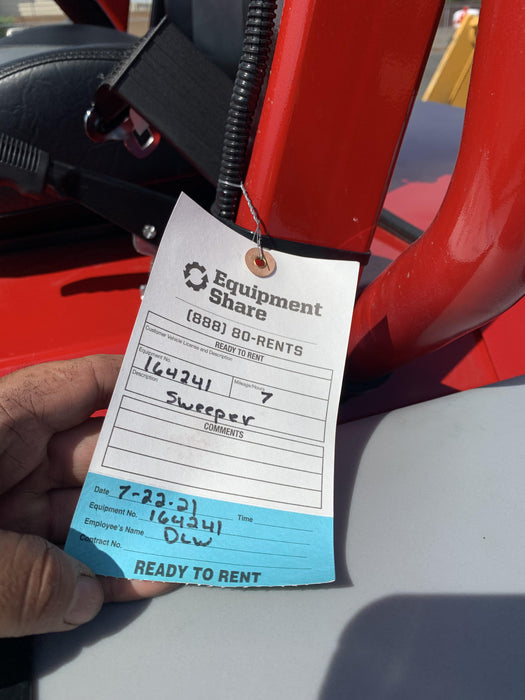 Equipment
Share
(888) 80-RENTS
READY TO RENT
Customer Vehicle License and Description
Equipment No. Mileage/Hours
164241 7
Description
Sweeper
COMMENTS
Date 7-22-21 Time
Equipment No. 164241
Employee's Name DLW
Contract No.
READY TO RENT